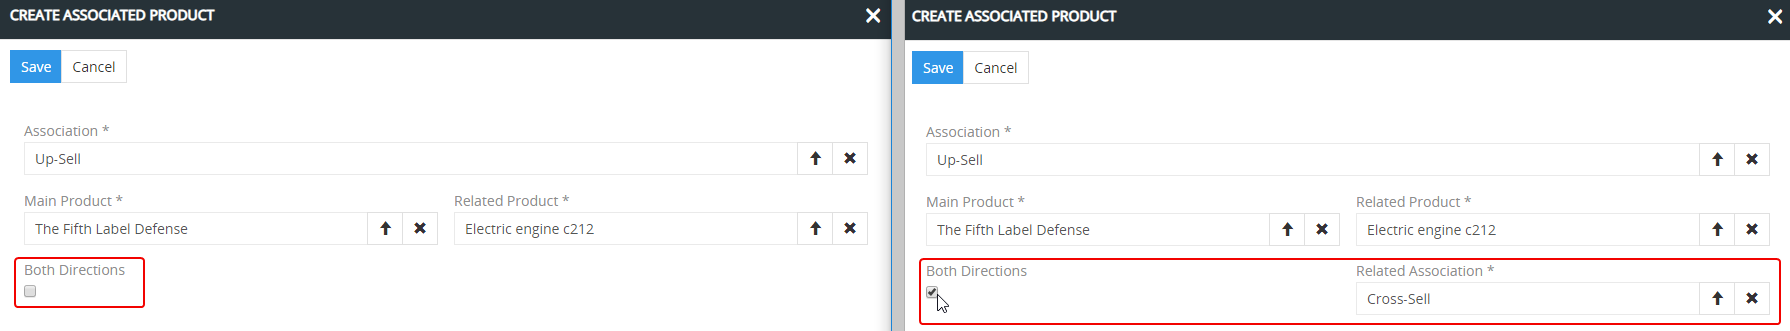 CREATE ASSOCIATED PRODUCT
Save Cancel
Association *
Up-Sell
Main Product * Related Product *
The Fifth Label Defense Electric engine c212
Both Directions
CREATE ASSOCIATED PRODUCT
Save Cancel
Association *
Up-Sell
Main Product * Related Product *
The Fifth Label Defense Electric engine c212
Both Directions Related Association *
Cross-Sell